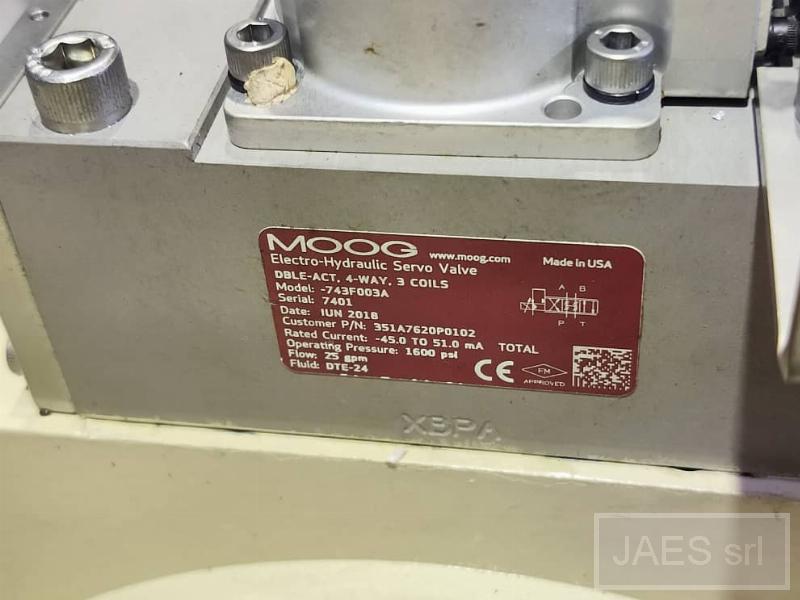 MOOG www.moog.com
Electro-Hydraulic Servo Valve
Made in USA
DBLE-ACT, 4-WAY, 3 COILS
Model: -743F003A
Serial: 7401
Date: IUN 2018
Customer P/N: 351A7620P0102
Rated Current: -45.0 TO 51.0 mA TOTAL
Operating Pressure: 1600 psi
Flow: 25 gpm
Fluid: DTE-24
A B
P T
CE
FM
APPROVED
XBPA
JAES srl